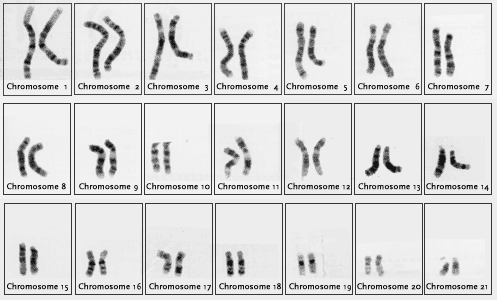 Chromosome 1
Chromosome 2
Chromosome 3
Chromosome 4
Chromosome 5
Chromosome 6
Chromosome 7
Chromosome 8
Chromosome 9
Chromosome 10
Chromosome 11
Chromosome 12
Chromosome 13
Chromosome 14
Chromosome 15
Chromosome 16
Chromosome 17
Chromosome 18
Chromosome 19
Chromosome 20
Chromosome 21